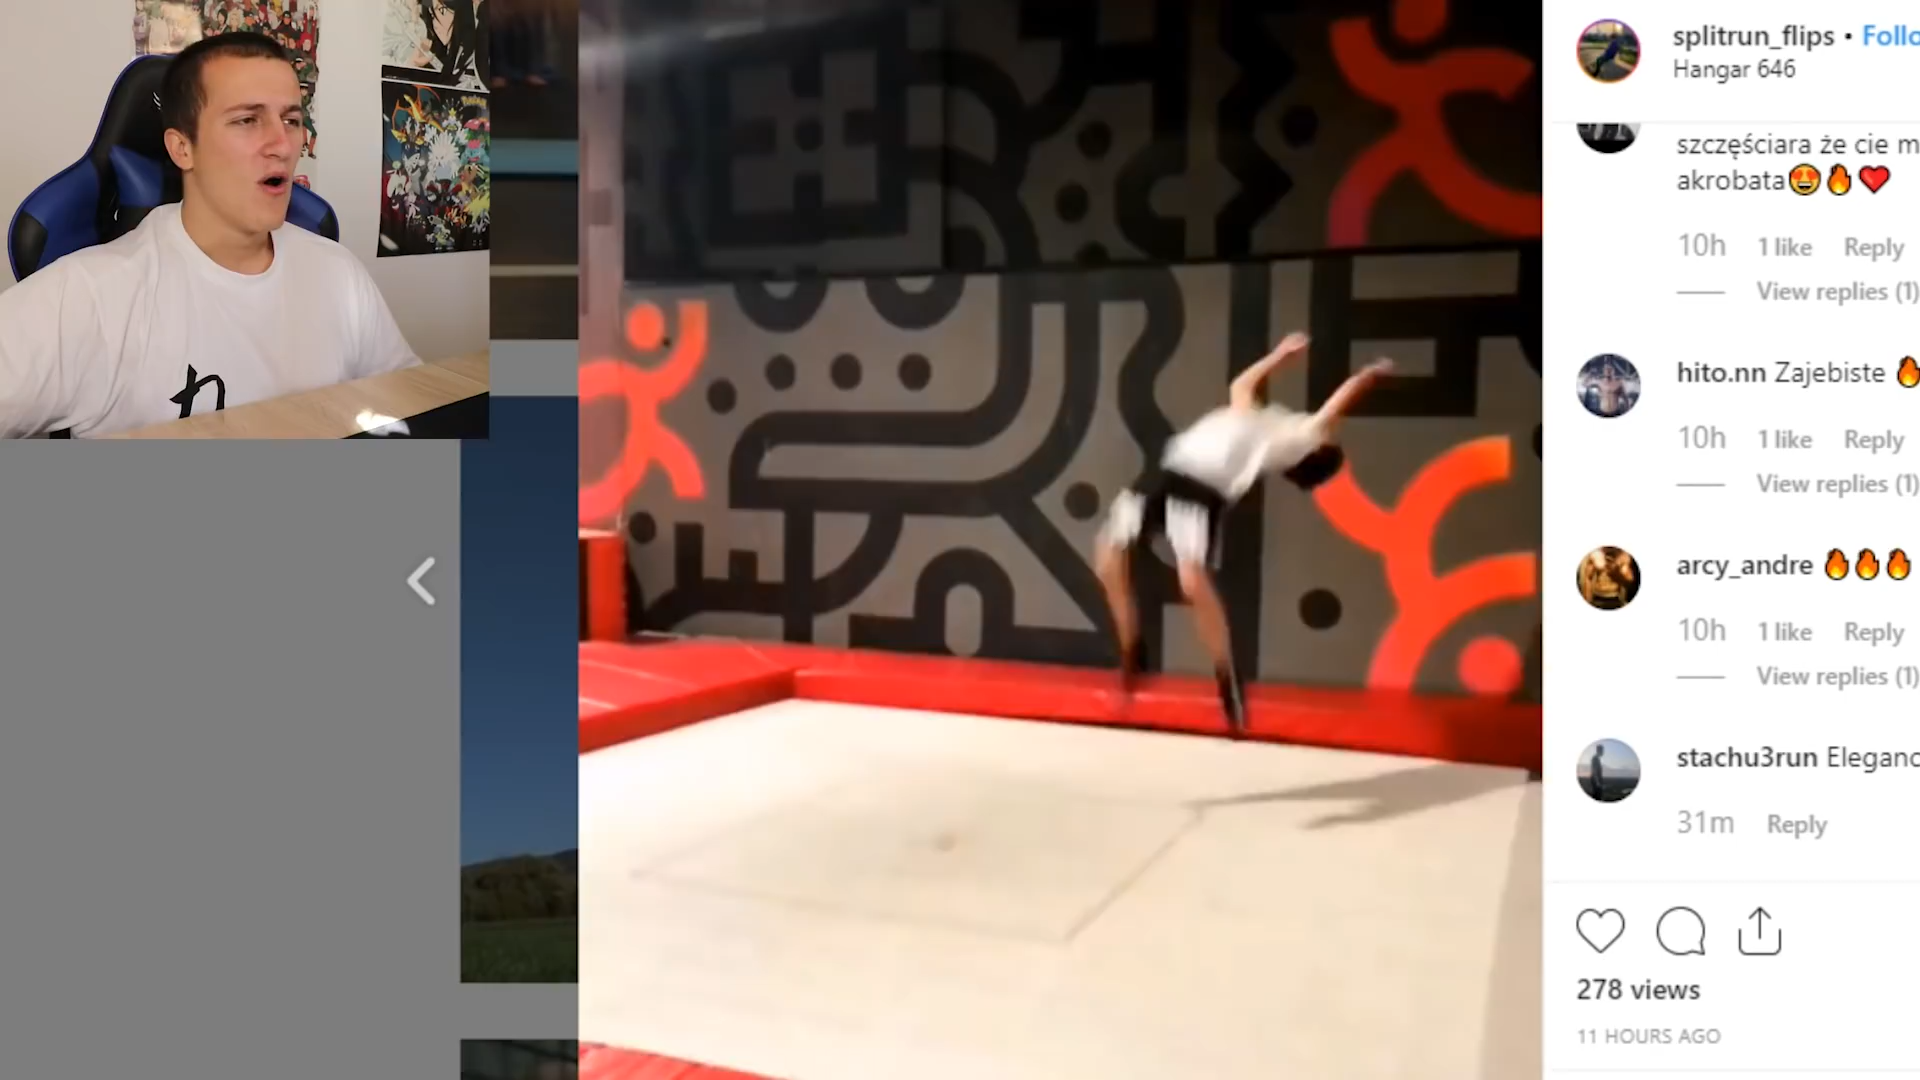 splitrun_flips • Follo
Hangar 646
szczęściara że cie m
akrobata😍🔥❤️
10h 1 like Reply
View replies (1)
hito.nn Zajebiste 🔥
10h 1 like Reply
View replies (1)
arcy_andre 🔥🔥🔥
10h 1 like Reply
View replies (1)
stachu3run Eleganc
31m Reply
278 views
11 HOURS AGO